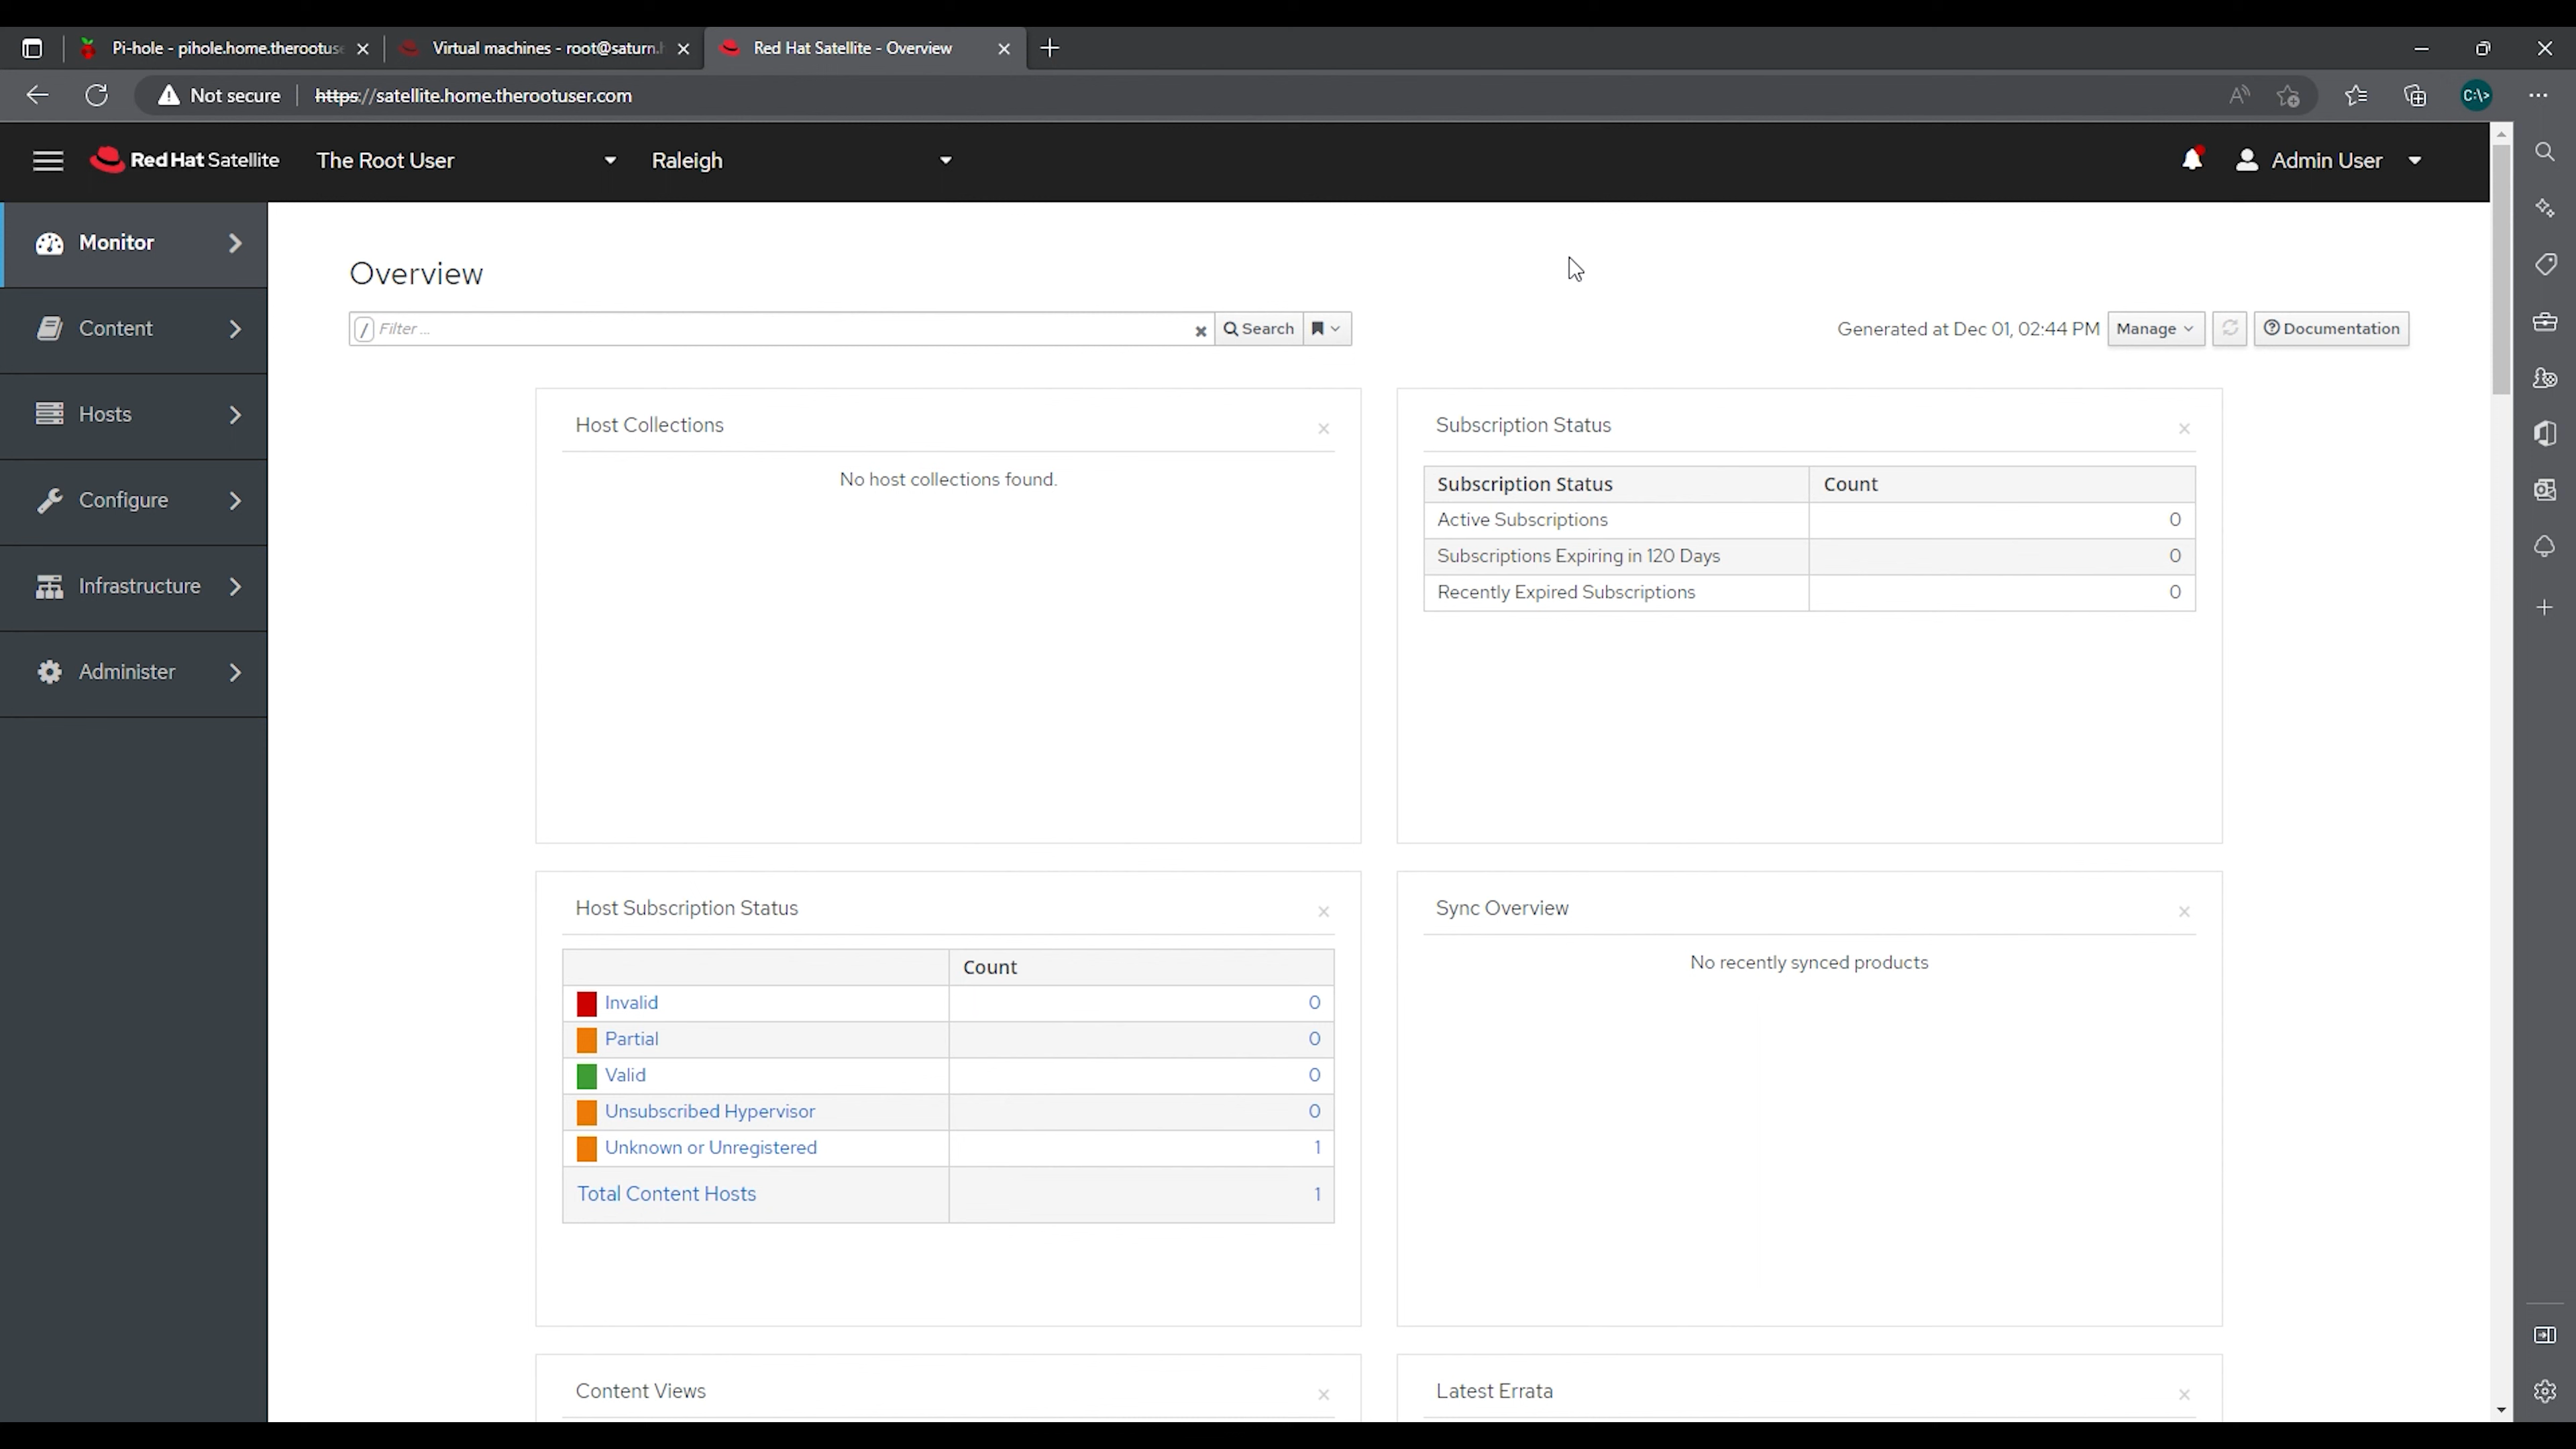 Pi-hole - pihole.home.therootuse
Virtual machines - root@saturn.h
Red Hat Satellite - Overview
Not secure
https://satellite.home.therootuser.com
C:\>
Red Hat Satellite
The Root User
Raleigh
Admin User
Monitor
Content
Hosts
Configure
Infrastructure
Administer
Overview
/ Filter ...
Search
Generated at Dec 01, 02:44 PM
Manage
Documentation
Host Collections
No host collections found.
Subscription Status
Subscription Status Count
Active Subscriptions 0
Subscriptions Expiring in 120 Days 0
Recently Expired Subscriptions 0
Host Subscription Status
Count
Invalid 0
Partial 0
Valid 0
Unsubscribed Hypervisor 0
Unknown or Unregistered 1
Total Content Hosts 1
Sync Overview
No recently synced products
Content Views
Latest Errata